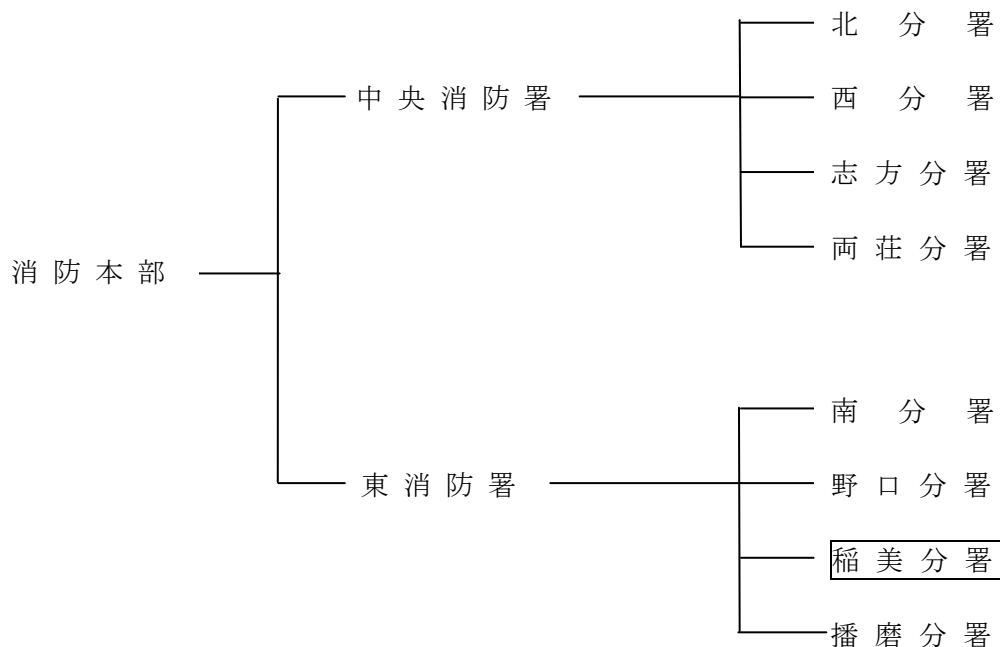 消防本部
中央消防署
北分署
西分署
志方分署
両荘分署
東消防署
南分署
野口分署
稲美分署
播磨分署